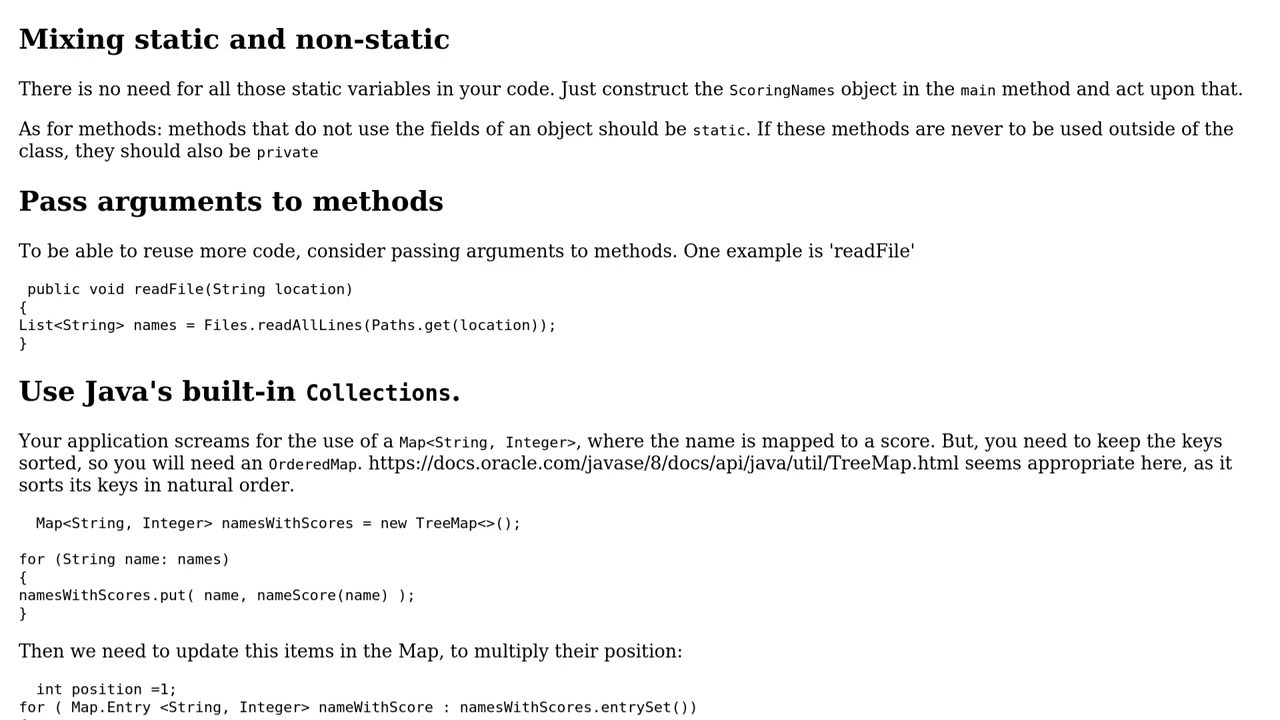 Mixing static and non-static
There is no need for all those static variables in your code. Just construct the ScoringNames object in the main method and act upon that.
As for methods: methods that do not use the fields of an object should be static. If these methods are never to be used outside of the
class, they should also be private
Pass arguments to methods
To be able to reuse more code, consider passing arguments to methods. One example is 'readFile'
public void readFile(String location)
{
List<String> names = Files.readAllLines(Paths.get(location));
}
Use Java's built-in Collections.
Your application screams for the use of a Map<String, Integer>, where the name is mapped to a score. But, you need to keep the keys
sorted, so you will need an OrderedMap. https://docs.oracle.com/javase/8/docs/api/java/util/TreeMap.html seems appropriate here, as it
sorts its keys in natural order.
Map<String, Integer> namesWithScores = new TreeMap<>();
for (String name: names)
{
namesWithScores.put( name, nameScore(name) );
}
Then we need to update this items in the Map, to multiply their position:
int position =1;
for ( Map.Entry <String, Integer> nameWithScore : namesWithScores.entrySet())